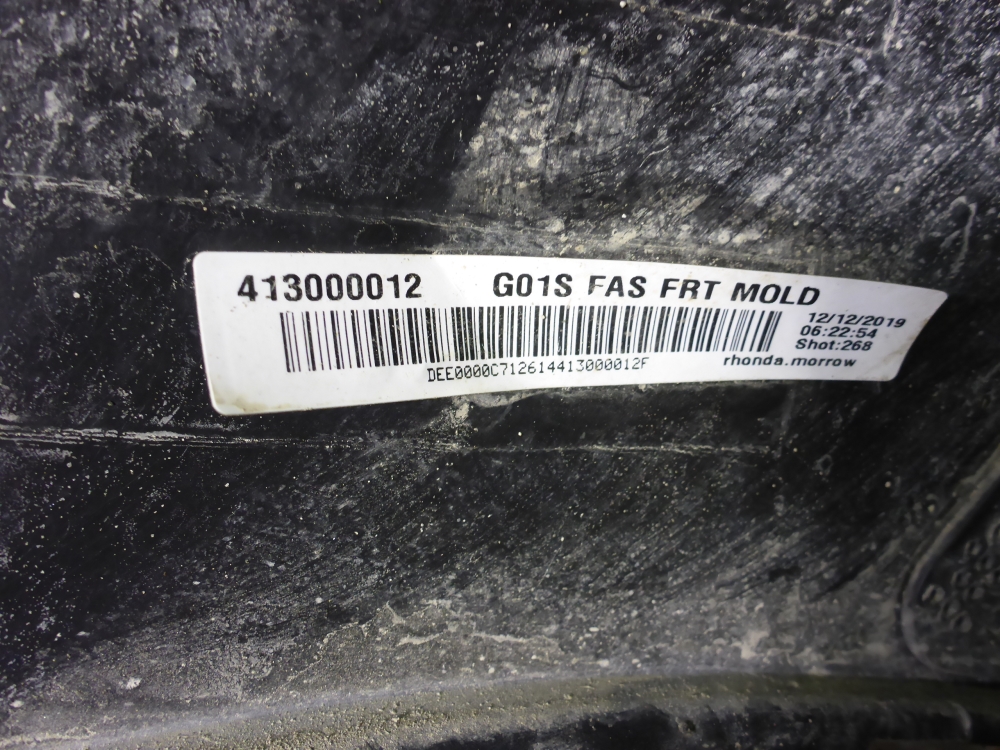 413000012 G01S FAS FRT MOLD
12/12/2019
06:22:54
Shot:268
DEE0000C712614413000012F rhonda.morrow